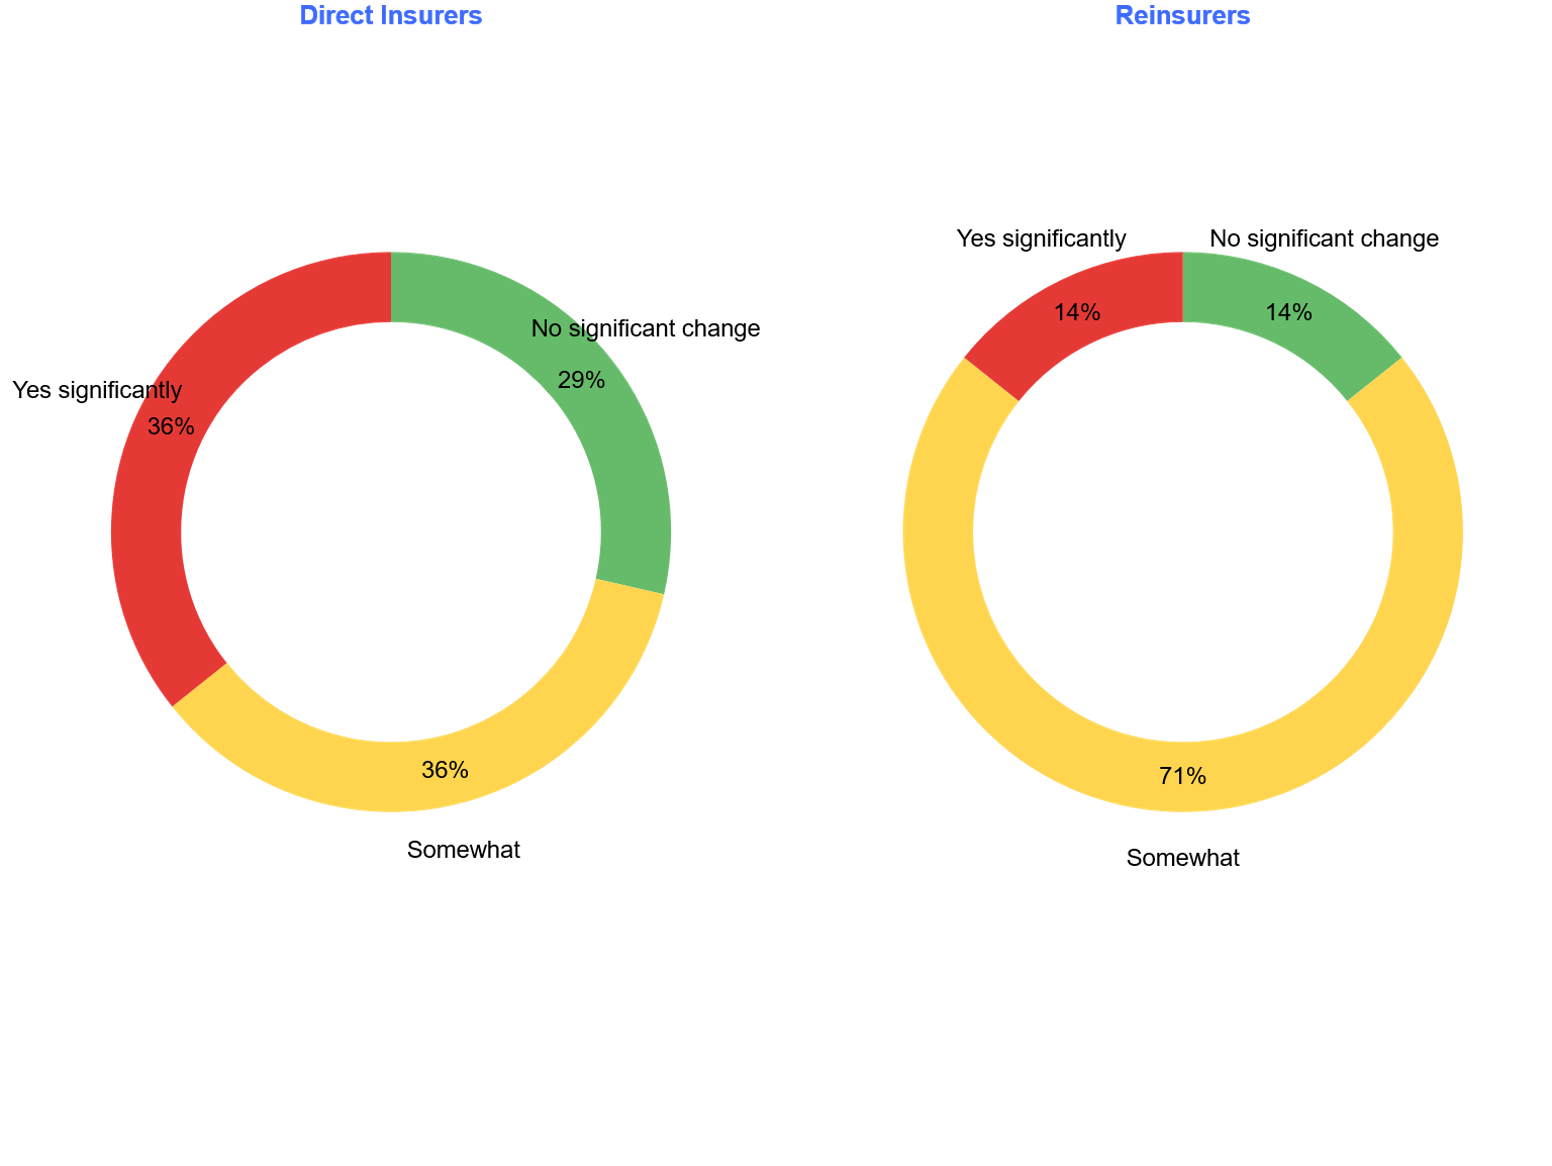 Direct Insurers
Reinsurers
Yes significantly
No significant change
14%
14%
No significant change
29%
Yes significantly
36%
36%
71%
Somewhat
Somewhat